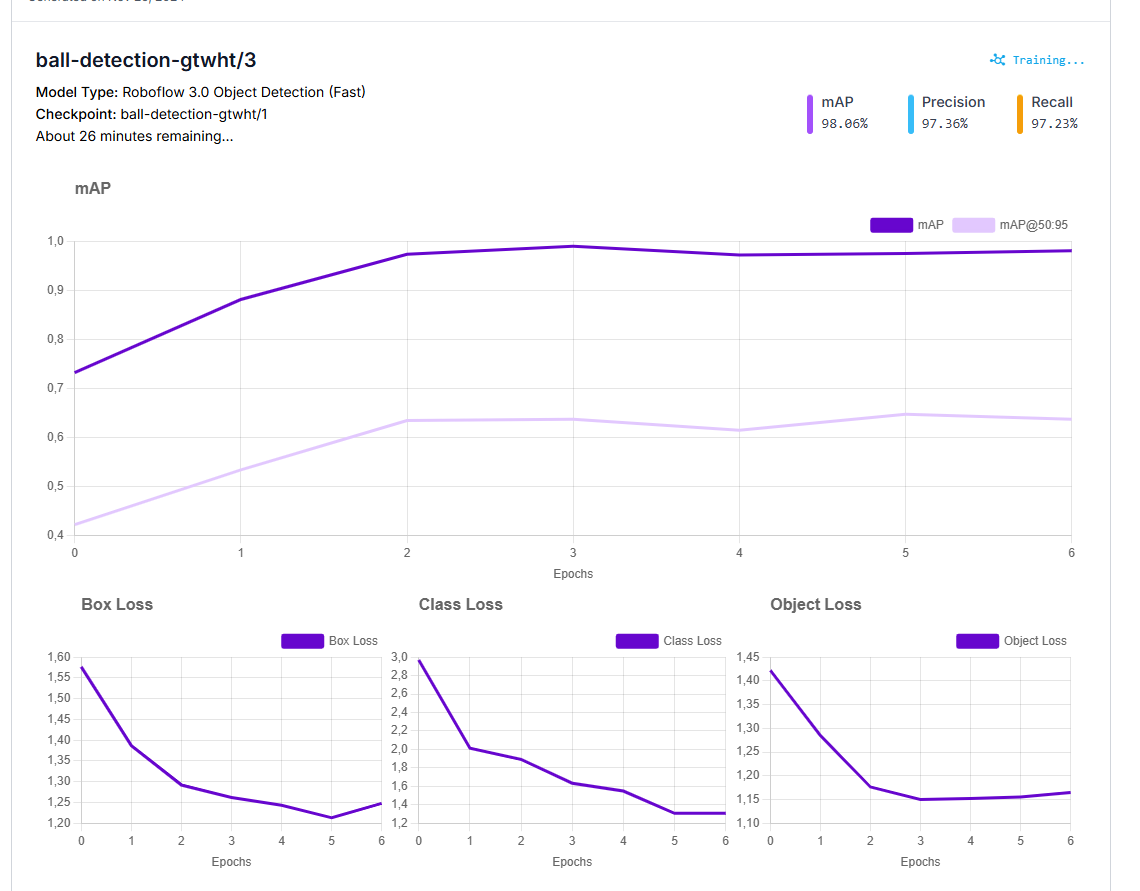 ball-detection-gtwht/3
Training...
Model Type: Roboflow 3.0 Object Detection (Fast)
Checkpoint: ball-detection-gtwht/1
About 26 minutes remaining...
mAP
98.06%
Precision
97.36%
Recall
97.23%
mAP
mAP mAP@50:95
1,0
0,9
0,8
0,7
0,6
0,5
0,4
0 1 2 3 4 5 6
Epochs
Box Loss
Box Loss
1,60
1,55
1,50
1,45
1,40
1,35
1,30
1,25
1,20
0 1 2 3 4 5 6
Epochs
Class Loss
Class Loss
3,0
2,8
2,6
2,4
2,2
2,0
1,8
1,6
1,4
1,2
0 1 2 3 4 5 6
Epochs
Object Loss
Object Loss
1,45
1,40
1,35
1,30
1,25
1,20
1,15
1,10
0 1 2 3 4 5 6
Epochs